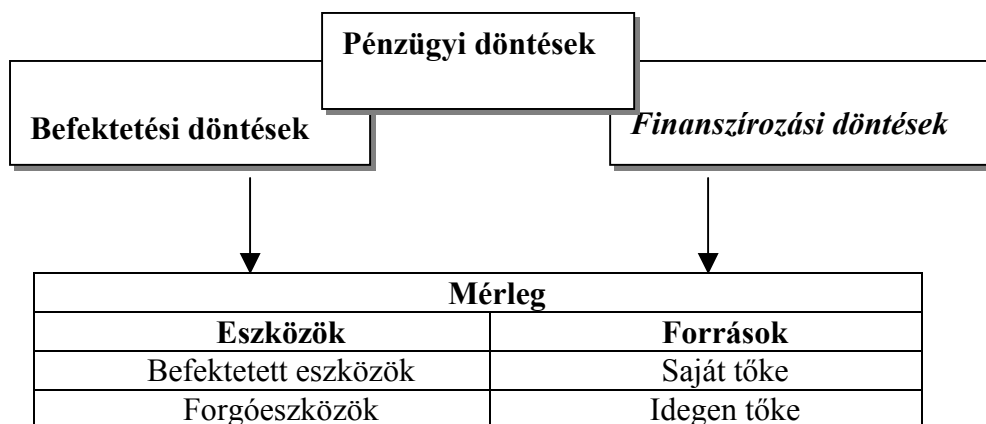 Pénzügyi döntések
Befektetési döntések
Finanszírozási döntések
Mérleg
Eszközök Források
Befektetett eszközök Saját tőke
Forgóeszközök Idegen tőke